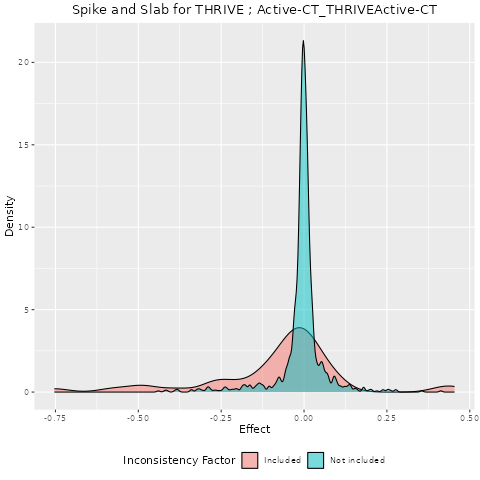 Spike and Slab for THRIVE ; Active-CT_THRIVEActive-CT
Density
20
15
10
5
0
-0.75
-0.50
-0.25
0.00
0.25
0.50
Effect
Inconsistency Factor
Included
Not included